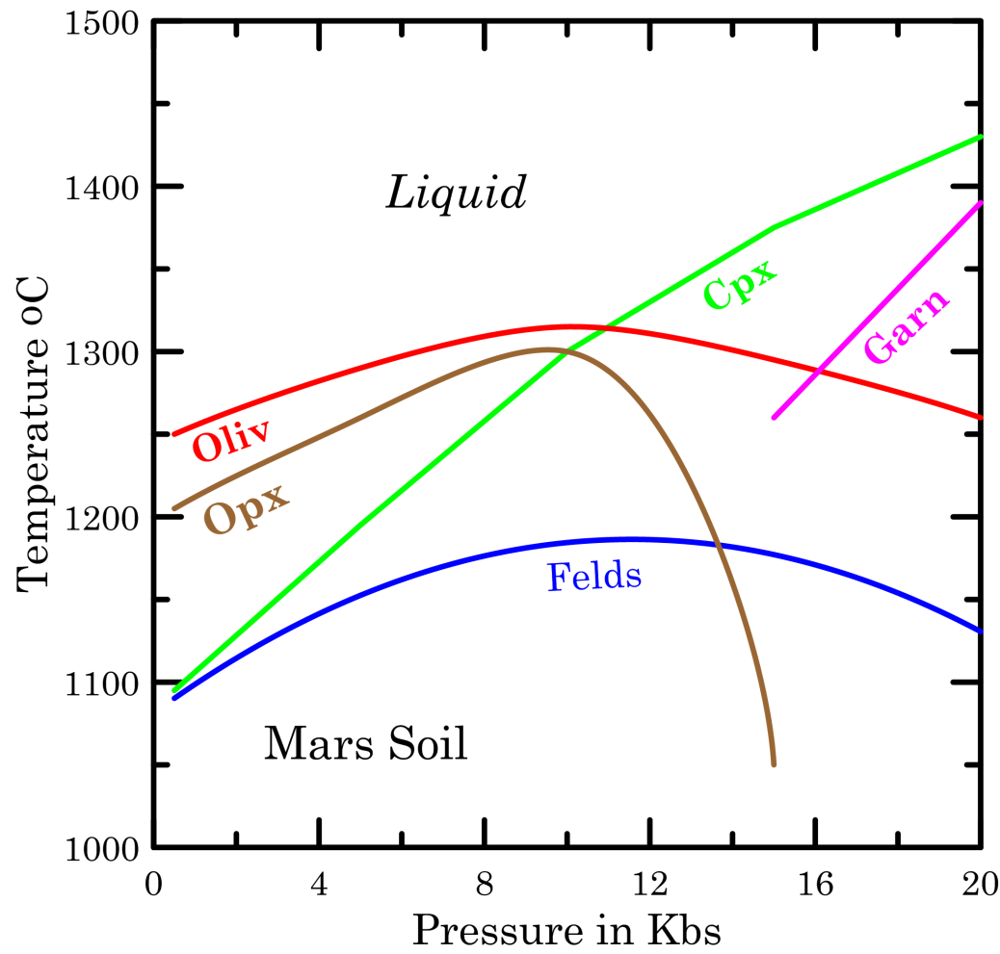 1500
1400
1300
1200
1100
1000
Temperature oC
Liquid
Cpx
Garn
Oliv
Opx
Felds
Mars Soil
0 4 8 12 16 20
Pressure in Kbs